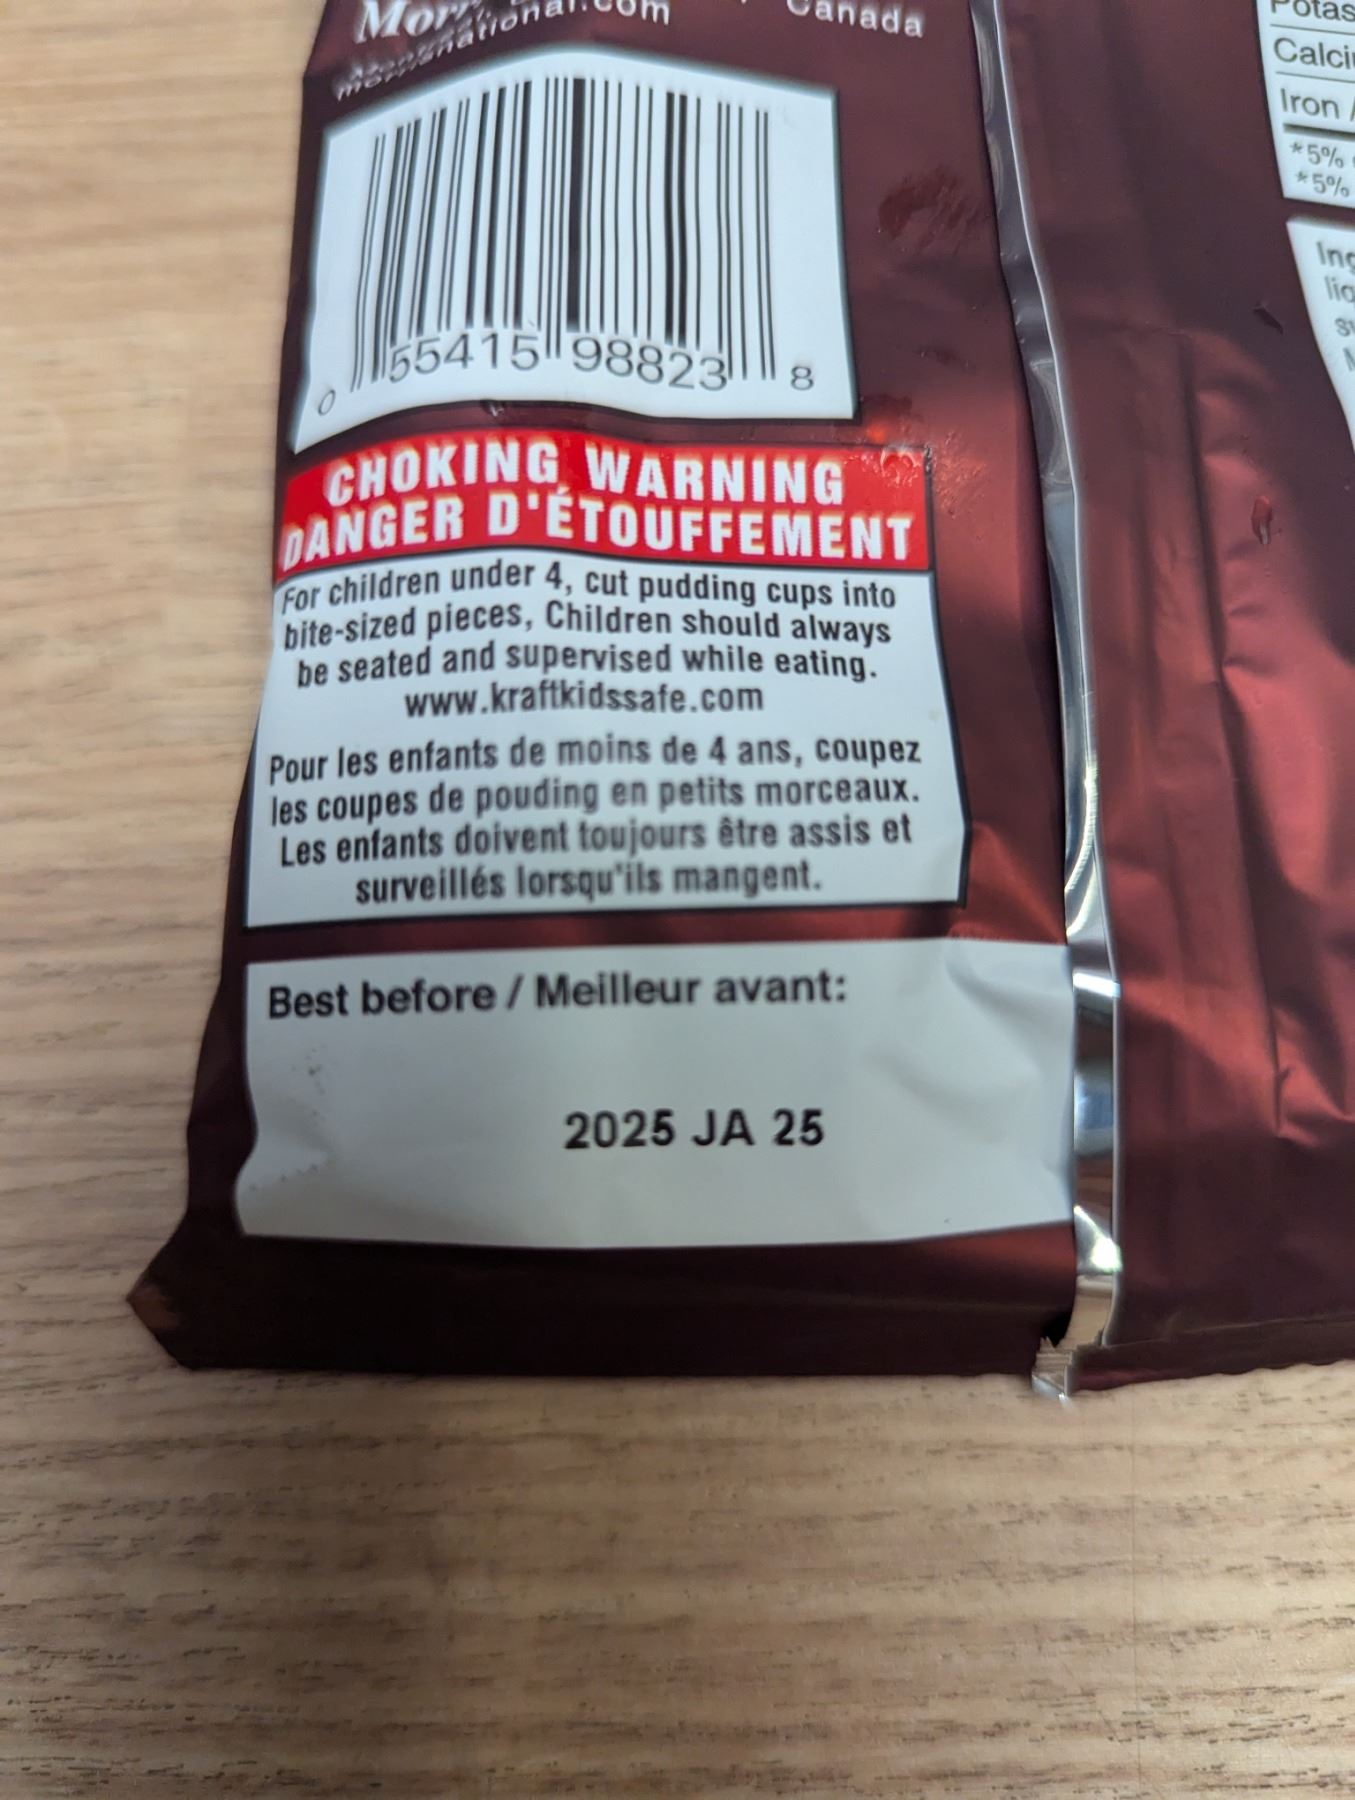 Canada
0 55415 98823 8
CHOKING WARNING
DANGER D'ÉTOUFFEMENT
For children under 4, cut pudding cups into
bite-sized pieces, Children should always
be seated and supervised while eating.
www.kraftkidssafe.com
Pour les enfants de moins de 4 ans, coupez
les coupes de pouding en petits morceaux.
Les enfants doivent toujours être assis et
surveillés lorsqu'ils mangent.
Best before / Meilleur avant:
2025 JA 25
Iron /
*5%
*5%